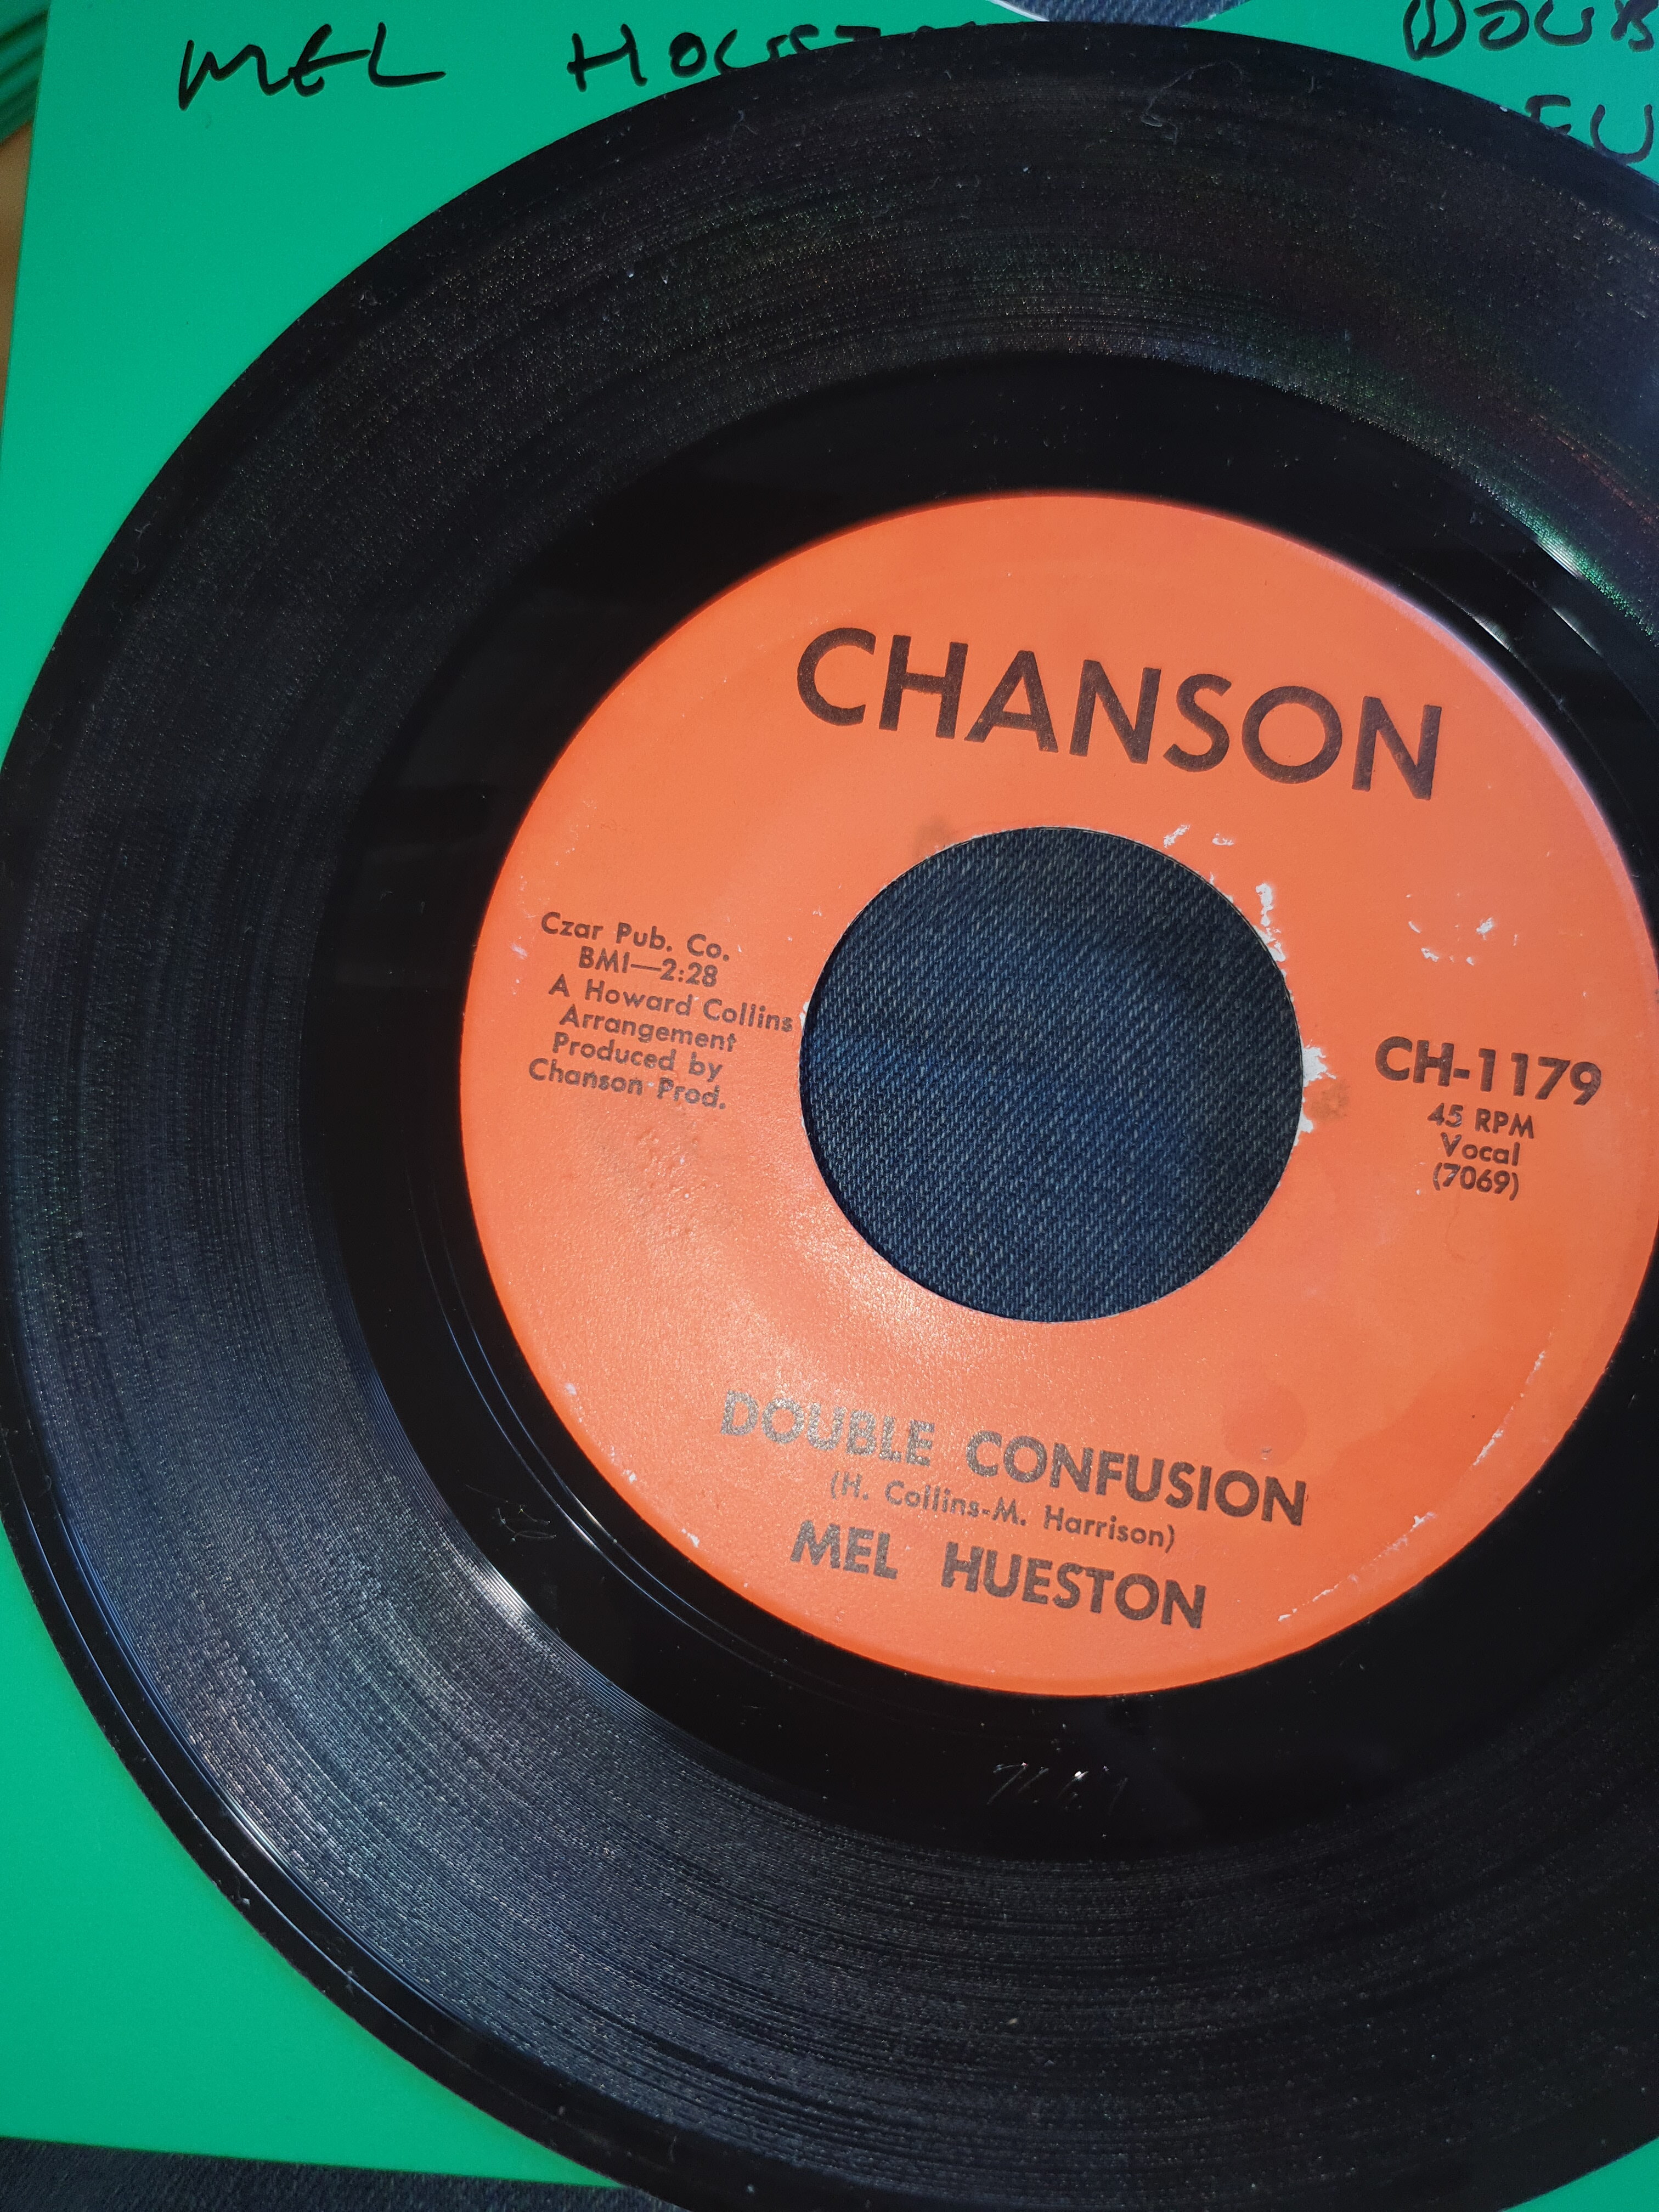 MEL
CHANSON
Czar Pub. Co.
BMI—2:28
A Howard Collins
Arrangement
Produced by
Chanson Prod.
CH-1179
45 RPM
Vocal
(7069)
DOUBLE CONFUSION
(H. Collins-M. Harrison)
MEL HUESTON